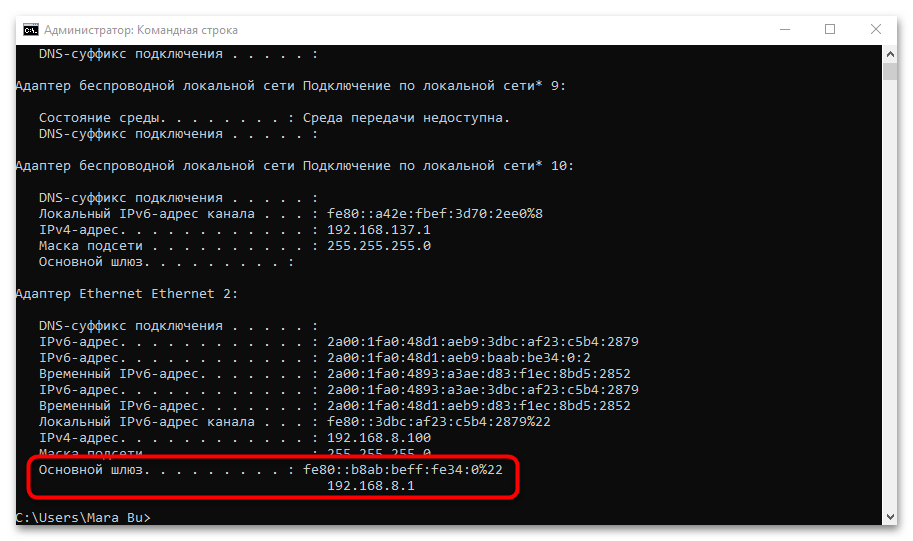 Администратор: Командная строка
DNS-суффикс подключения . . . . . :
Адаптер беспроводной локальной сети Подключение по локальной сети* 9:
Состояние среды. . . . . . . . : Среда передачи недоступна.
DNS-суффикс подключения . . . . . :
Адаптер беспроводной локальной сети Подключение по локальной сети* 10:
DNS-суффикс подключения . . . . . :
Локальный IPv6-адрес канала . . . : fe80::a42e:fbef:3d70:2ee0%8
IPv4-адрес. . . . . . . . . . . . : 192.168.137.1
Маска подсети . . . . . . . . . . : 255.255.255.0
Основной шлюз. . . . . . . . . :
Адаптер Ethernet Ethernet 2:
DNS-суффикс подключения . . . . . :
IPv6-адрес. . . . . . . . . . . . : 2a00:1fa0:48d1:aeb9:3dbc:af23:c5b4:2879
IPv6-адрес. . . . . . . . . . . . : 2a00:1fa0:48d1:aeb9:baab:be34:0:2
Временный IPv6-адрес. . . . . . . : 2a00:1fa0:4893:a3ae:d83:f1ec:8bd5:2852
IPv6-адрес. . . . . . . . . . . . : 2a00:1fa0:4893:a3ae:3dbc:af23:c5b4:2879
Временный IPv6-адрес. . . . . . . : 2a00:1fa0:48d1:aeb9:d83:f1ec:8bd5:2852
Локальный IPv6-адрес канала . . . : fe80::3dbc:af23:c5b4:2879%22
IPv4-адрес. . . . . . . . . . . . : 192.168.8.100
Маска подсети . . . . . . . . . . : 255.255.255.0
Основной шлюз. . . . . . . . . : fe80::b8ab:beff:fe34:0%22
192.168.8.1
C:\Users\Mara Bu>